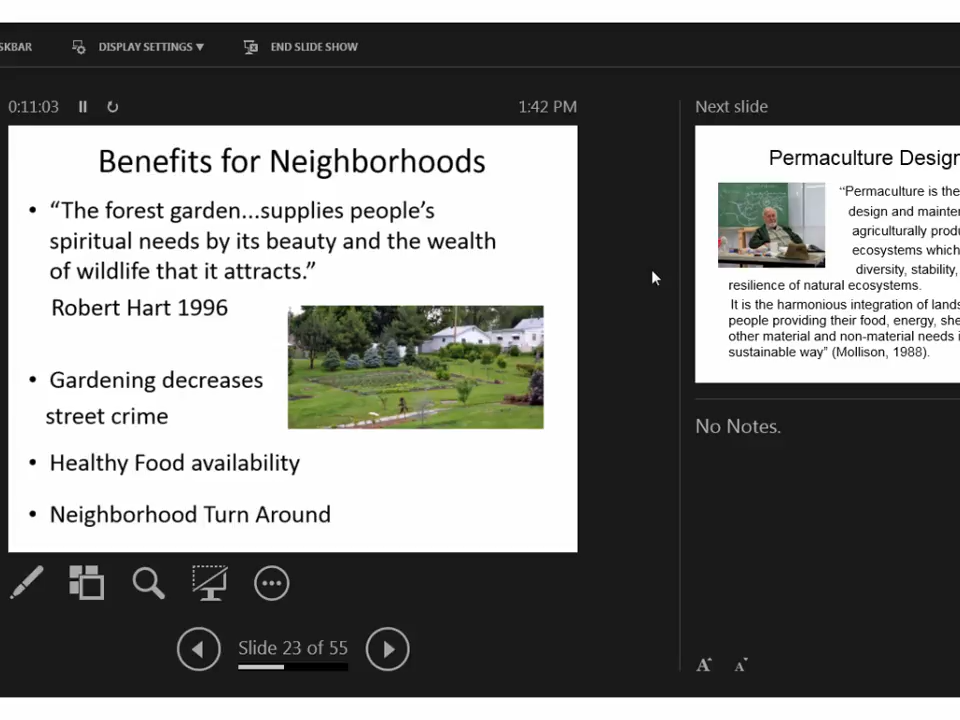 SKBAR
DISPLAY SETTINGS ▼
END SLIDE SHOW
0:11:03
1:42 PM
Benefits for Neighborhoods
• “The forest garden...supplies people’s
spiritual needs by its beauty and the wealth
of wildlife that it attracts.”
Robert Hart 1996
• Gardening decreases
street crime
• Healthy Food availability
• Neighborhood Turn Around
Slide 23 of 55
Next slide
Permaculture Design
“Permaculture is the
design and mainten
agriculturally produ
ecosystems which
diversity, stability,
resilience of natural ecosystems.
It is the harmonious integration of lands
people providing their food, energy, she
other material and non-material needs i
sustainable way” (Mollison, 1988).
No Notes.
A A